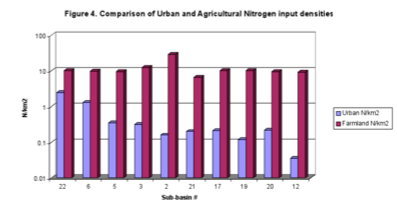 Figure 4. Comparison of Urban and Agricultural Nitrogen input densities
100
10
1
0.1
0.01
N/km2
22 6 5 3 2 21 17 19 20 12
Sub-basin #
Urban N/km2
Farmland N/km2